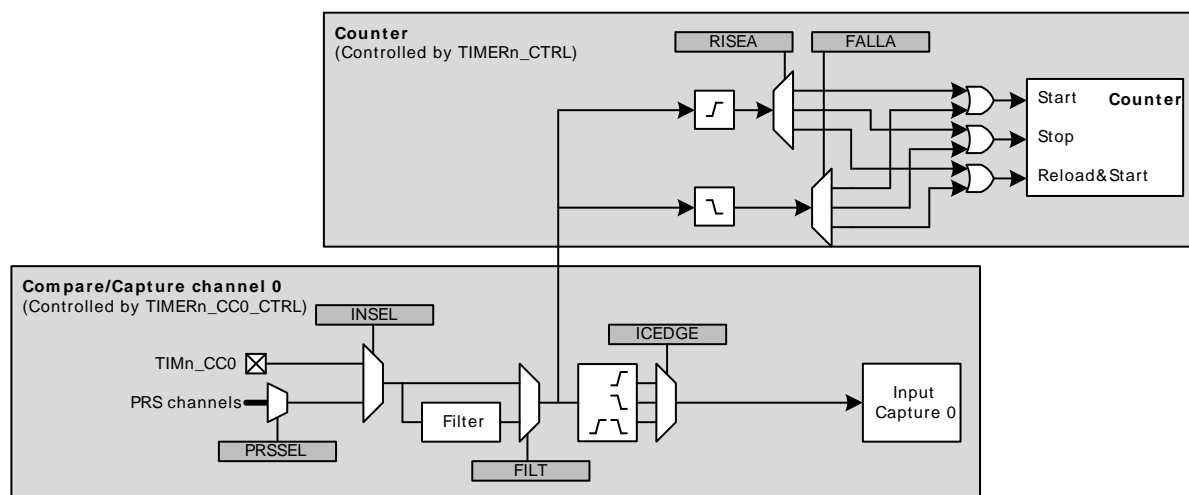 Counter
(Controlled by TIMERn_CTRL)
RISEA
FALLA
Start
Counter
Stop
Reload&Start
Compare/Capture channel 0
(Controlled by TIMERn_CC0_CTRL)
INSEL
ICEDGE
TIMn_CC0
PRS channels
Filter
Input
Capture 0
PRSSEL
FILT